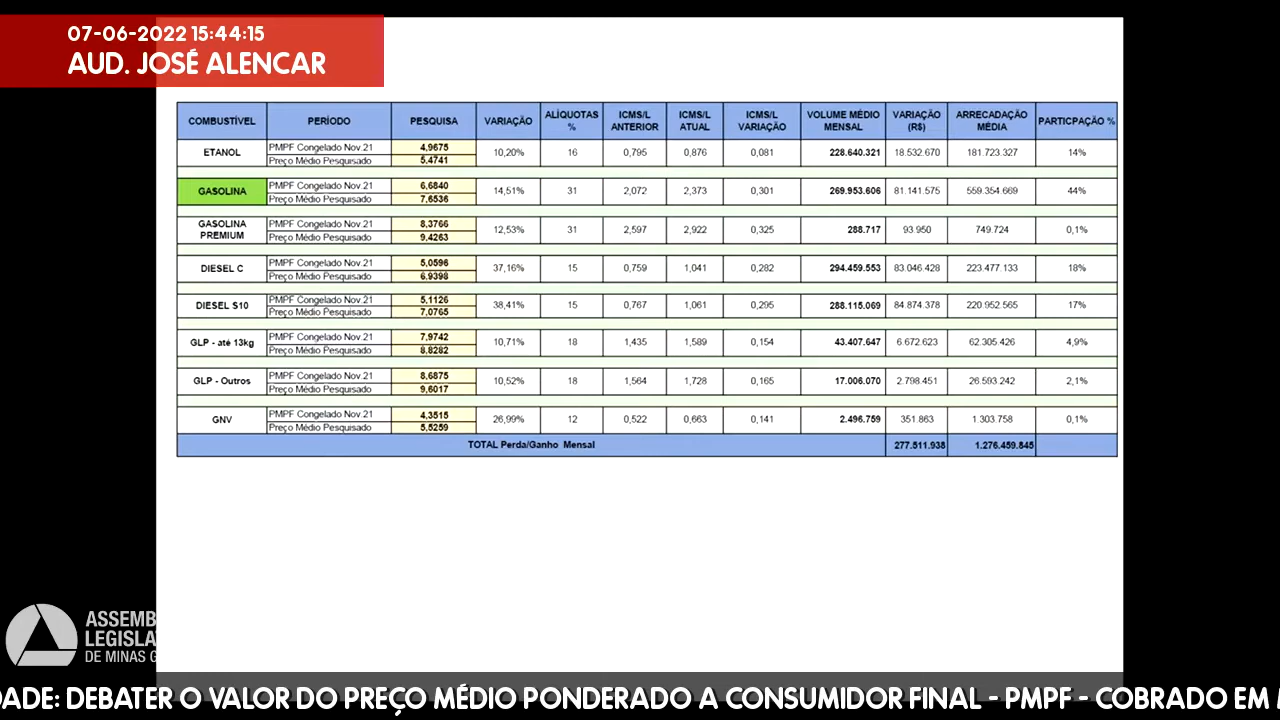 07-06-2022 15:44:15
AUD. JOSÉ ALENCAR
COMBUSTÍVEL PERÍODO PESQUISA VARIAÇÃO ALÍQUOTAS % ICMS/L ANTERIOR ICMS/L ATUAL ICMS/L VARIAÇÃO VOLUME MÉDIO MENSAL VARIAÇÃO (R$) ARRECADAÇÃO MÉDIA PARTICPAÇÃO %
ETANOL PMPF Congelado Nov.21 4,9675 10,20% 16 0,795 0,876 0,081 228.640.321 18.532.670 181.723.327 14%
Preço Médio Pesquisado 5,4741
GASOLINA PMPF Congelado Nov.21 6,6840 14,51% 31 2,072 2,373 0,301 269.953.606 81.141.575 559.354.669 44%
Preço Médio Pesquisado 7,6536
GASOLINA PREMIUM PMPF Congelado Nov.21 8,3766 12,53% 31 2,597 2,922 0,325 288.717 93.950 749.724 0,1%
Preço Médio Pesquisado 9,4263
DIESEL C PMPF Congelado Nov.21 5,0596 37,16% 15 0,759 1,041 0,282 294.459.553 83.046.428 223.477.133 18%
Preço Médio Pesquisado 6,9398
DIESEL S10 PMPF Congelado Nov.21 5,1126 38,41% 15 0,767 1,061 0,295 288.115.069 84.874.378 220.952.565 17%
Preço Médio Pesquisado 7,0765
GLP - até 13kg PMPF Congelado Nov.21 7,9742 10,71% 18 1,435 1,589 0,154 43.407.647 6.672.623 62.305.426 4,9%
Preço Médio Pesquisado 8,8282
GLP - Outros PMPF Congelado Nov.21 8,6875 10,52% 18 1,564 1,728 0,165 17.006.070 2.798.451 26.593.242 2,1%
Preço Médio Pesquisado 9,6017
GNV PMPF Congelado Nov.21 4,3515 26,99% 12 0,522 0,663 0,141 2.496.759 351.863 1.303.758 0,1%
Preço Médio Pesquisado 5,5259
TOTAL Perda/Ganho Mensal 277.511.938 1.276.459.845
ASSEMB
LEGISLA
DE MINAS G
DADE: DEBATER O VALOR DO PREÇO MÉDIO PONDERADO A CONSUMIDOR FINAL - PMPF - COBRADO EM